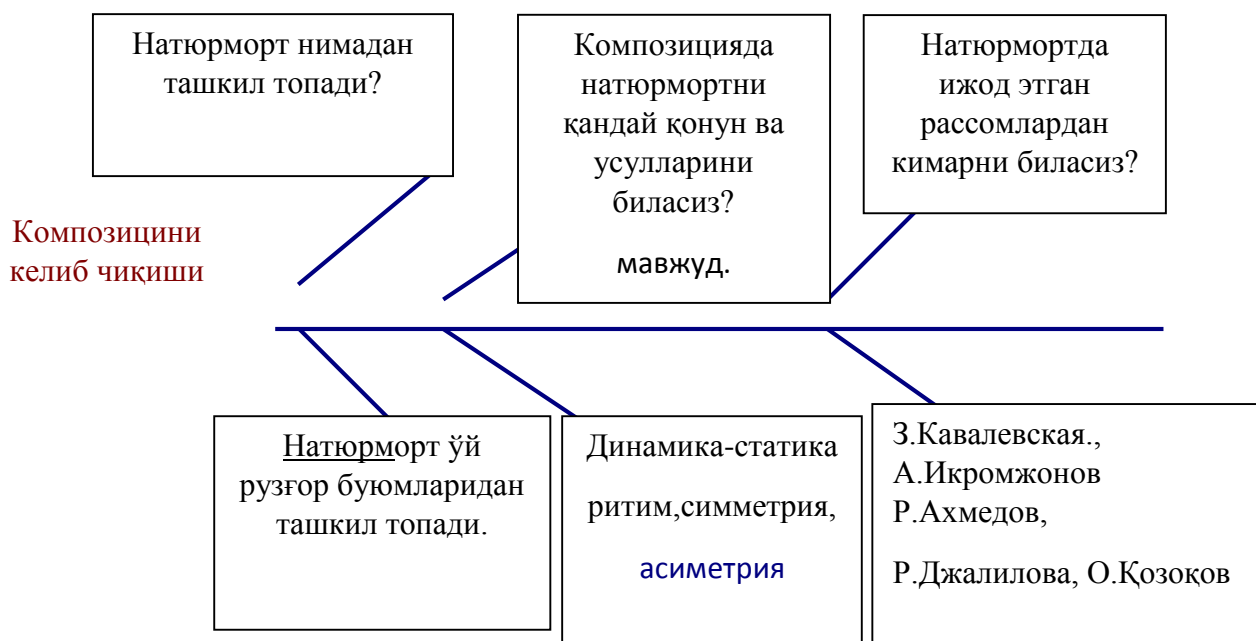 Натюрморт нимадан
ташкил топади?
Композицияда
натюрмортни
қандай қонун ва
усулларини
биласиз?
мавжуд.
Натюрмортда
ижод этган
рассомлардан
кимарни биласиз?
Композицини
келиб чиқиши
Натюрморт ўй
рузғор буюмларидан
ташкил топади.
Динамика-статика
ритим,симметрия,
асиметрия
З.Кавалевская.,
А.Икромжонов
Р.Ахмедов,
Р.Джалилова, О.Қозоқов